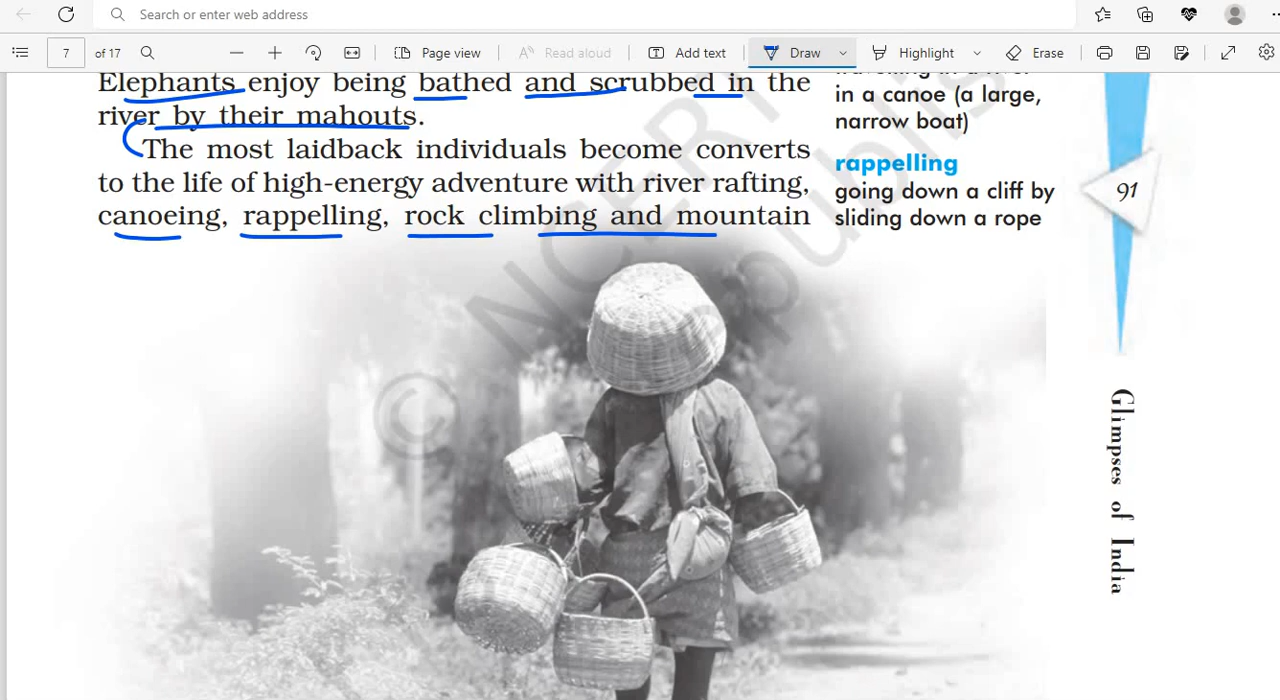 Search or enter web address
7 of 17
Page view
Read aloud
Add text
Draw
Highlight
Erase
Elephants enjoy being bathed and scrubbed in the
river by their mahouts.
The most laidback individuals become converts
to the life of high-energy adventure with river rafting,
canoeing, rappelling, rock climbing and mountain
in a canoe (a large,
narrow boat)
rappelling
going down a cliff by
sliding down a rope
91
Glimpses of India
© NCERT